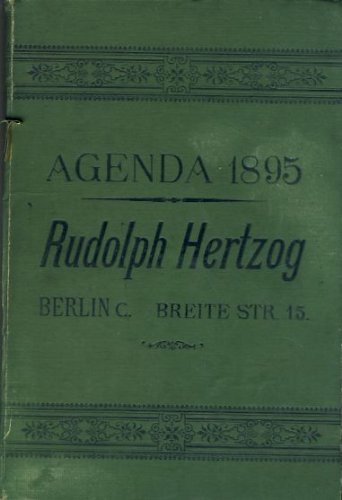 AGENDA 1895
Rudolph Hertzog
BERLIN C. BREITE STR. 15.